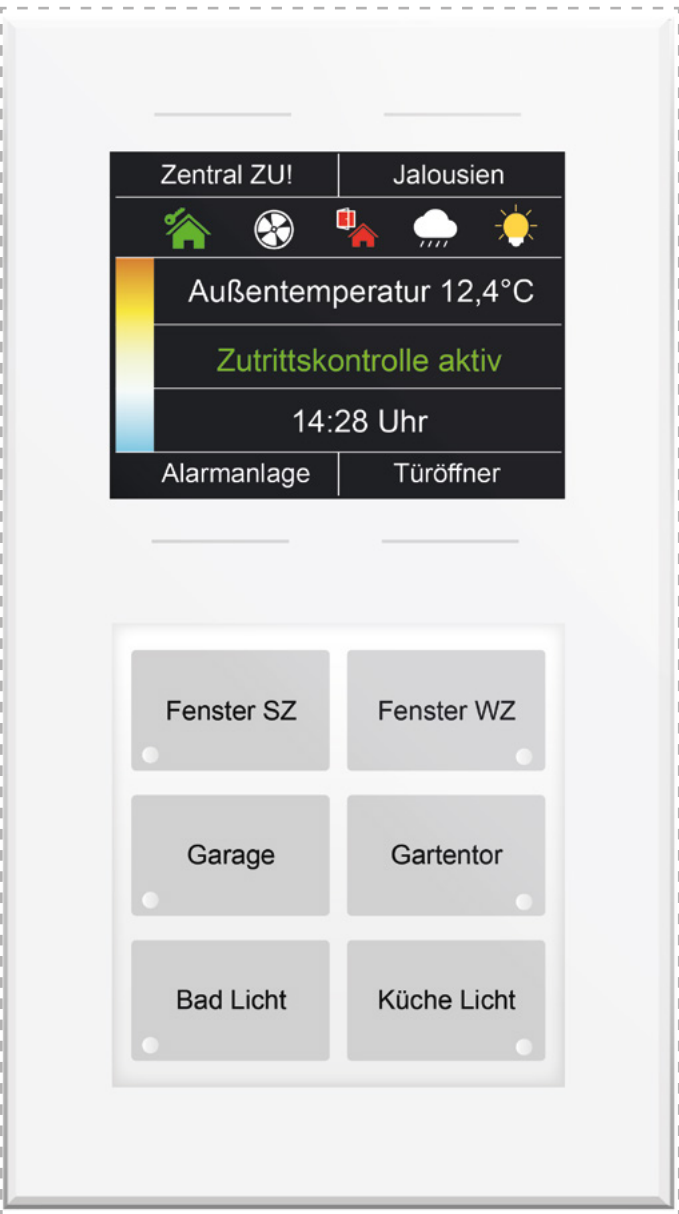 Zentral ZU! Jalousien
Außentemperatur 12,4°C
Zutrittskontrolle aktiv
14:28 Uhr
Alarmanlage Türöffner
Fenster SZ Fenster WZ
Garage Gartentor
Bad Licht Küche Licht